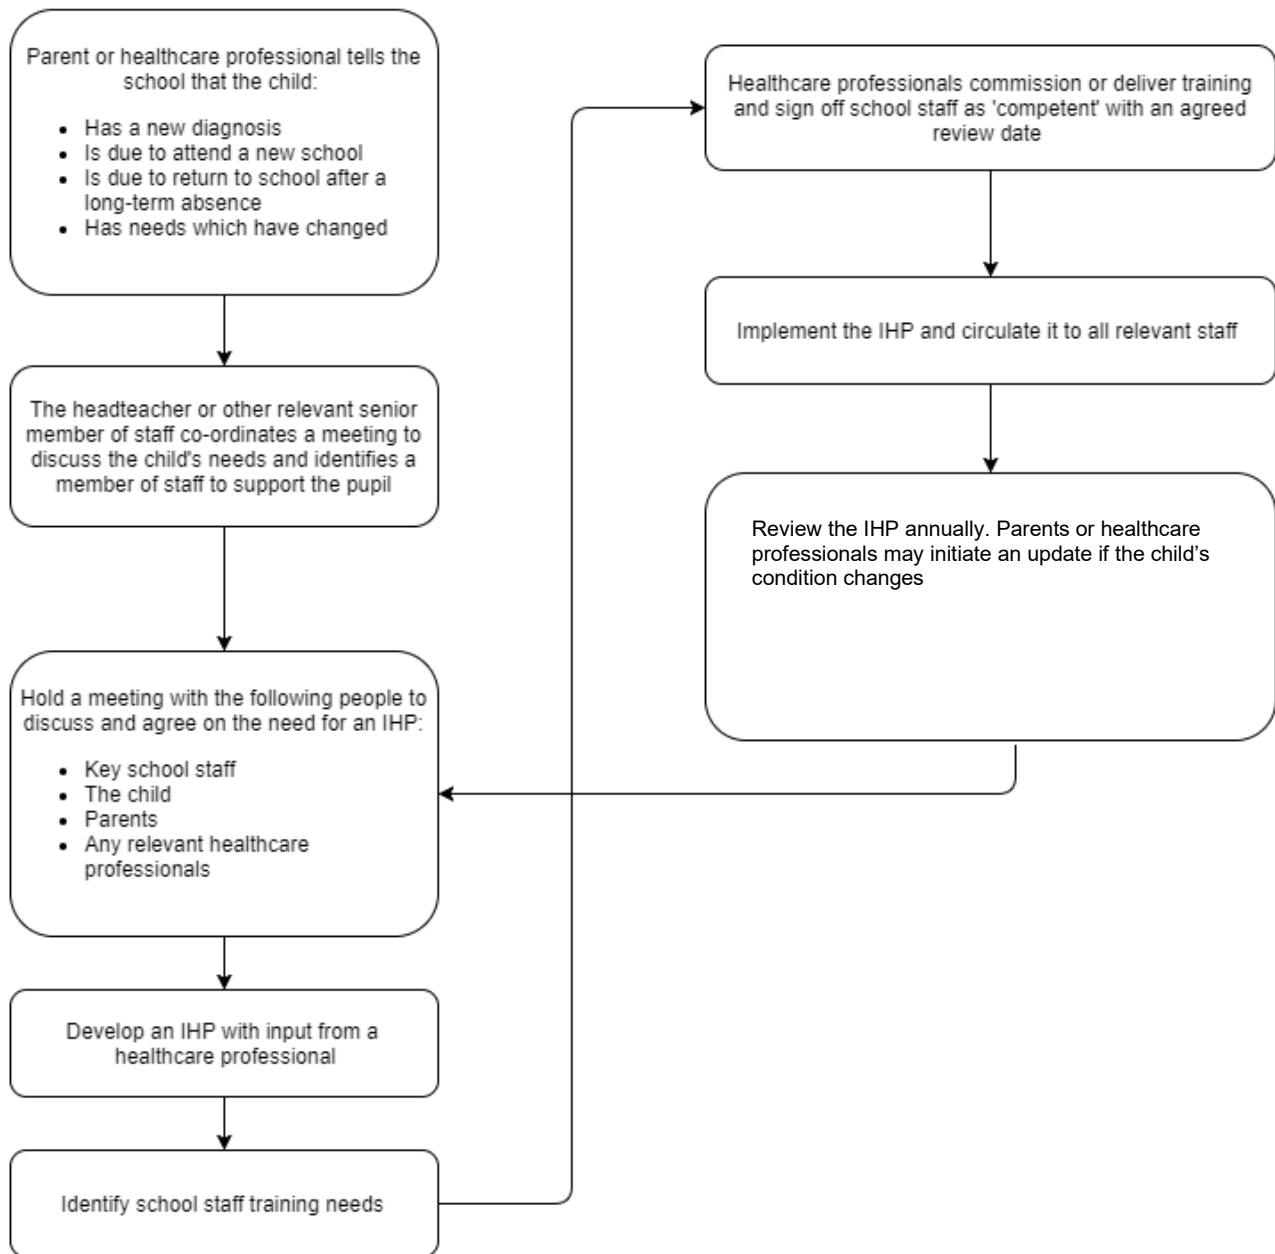 Parent or healthcare professional tells the
school that the child:
• Has a new diagnosis
• Is due to attend a new school
• Is due to return to school after a
long-term absence
• Has needs which have changed
The headteacher or other relevant senior
member of staff co-ordinates a meeting to
discuss the child's needs and identifies a
member of staff to support the pupil
Hold a meeting with the following people to
discuss and agree on the need for an IHP:
• Key school staff
• The child
• Parents
• Any relevant healthcare
professionals
Develop an IHP with input from a
healthcare professional
Identify school staff training needs
Healthcare professionals commission or deliver training
and sign off school staff as 'competent' with an agreed
review date
Implement the IHP and circulate it to all relevant staff
Review the IHP annually. Parents or healthcare
professionals may initiate an update if the child’s
condition changes